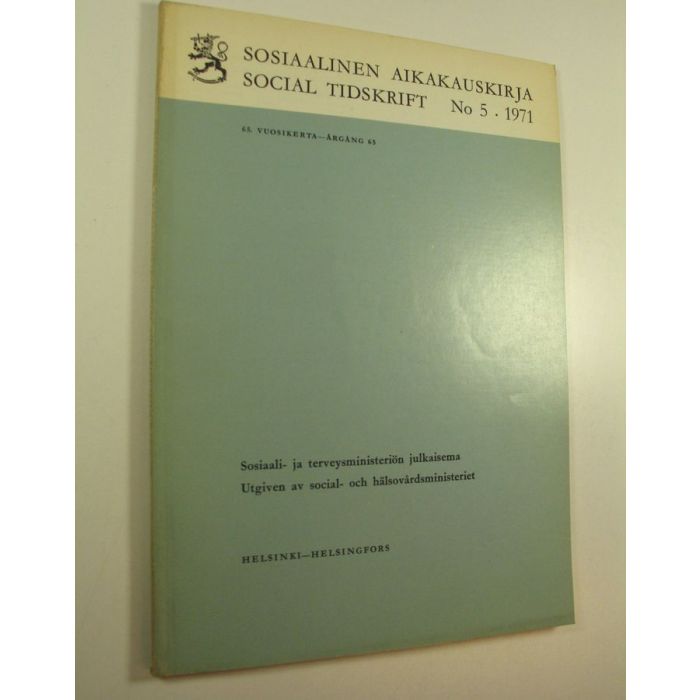 SOSIAALINEN AIKAKAUSKIRJA
SOCIAL TIDSKRIFT No 5 . 1971
65. VUOSIKERTA—ÅRGÅNG 65
Sosiaali- ja terveysministeriön julkaisema
Utgiven av social- och hälsovårdsministeriet
HELSINKI—HELSINGFORS